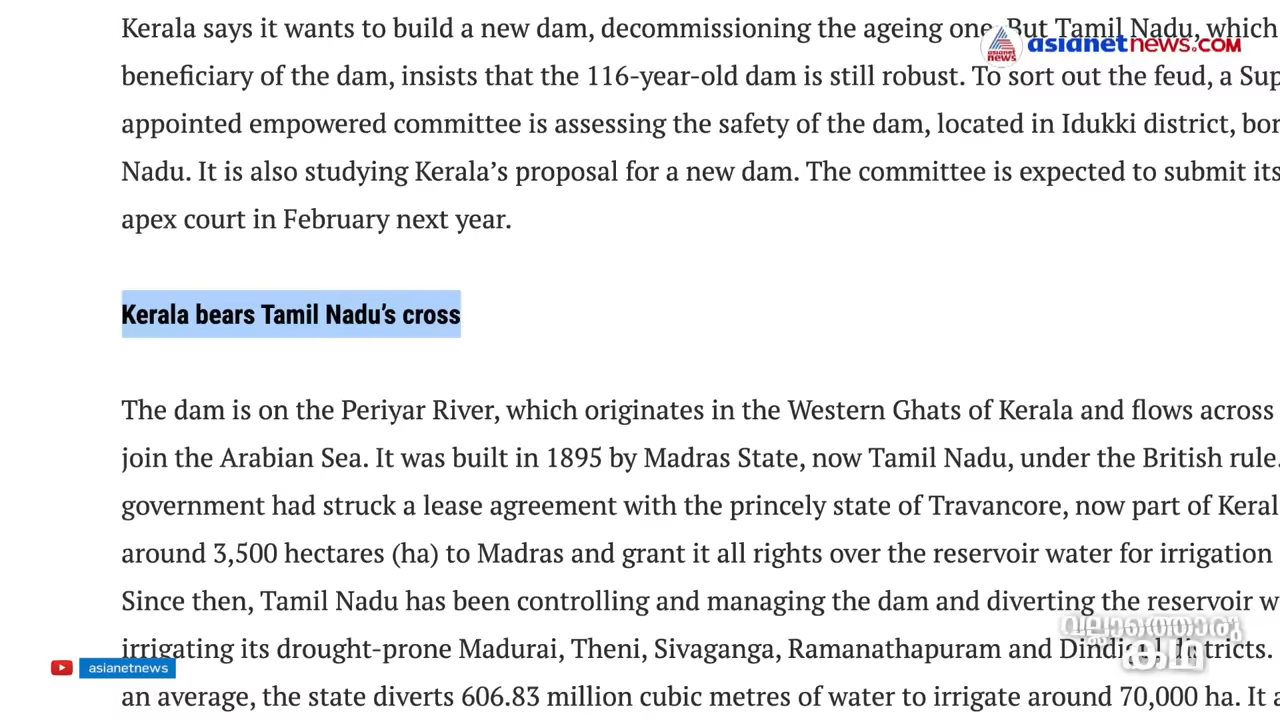 Kerala says it wants to build a new dam, decommissioning the ageing one. But Tamil Nadu, which
asianetnews.com
asianet news
beneficiary of the dam, insists that the 116-year-old dam is still robust. To sort out the feud, a Sup
appointed empowered committee is assessing the safety of the dam, located in Idukki district, bor
Nadu. It is also studying Kerala’s proposal for a new dam. The committee is expected to submit its
apex court in February next year.
Kerala bears Tamil Nadu’s cross
The dam is on the Periyar River, which originates in the Western Ghats of Kerala and flows across
join the Arabian Sea. It was built in 1895 by Madras State, now Tamil Nadu, under the British rule.
government had struck a lease agreement with the princely state of Travancore, now part of Keral
around 3,500 hectares (ha) to Madras and grant it all rights over the reservoir water for irrigation
Since then, Tamil Nadu has been controlling and managing the dam and diverting the reservoir w
വല്ലാത്തൊരു
irrigating its drought-prone Madurai, Theni, Sivaganga, Ramanathapuram and Dindigul districts.
കഥ
asianetnews
an average, the state diverts 606.83 million cubic metres of water to irrigate around 70,000 ha. It a